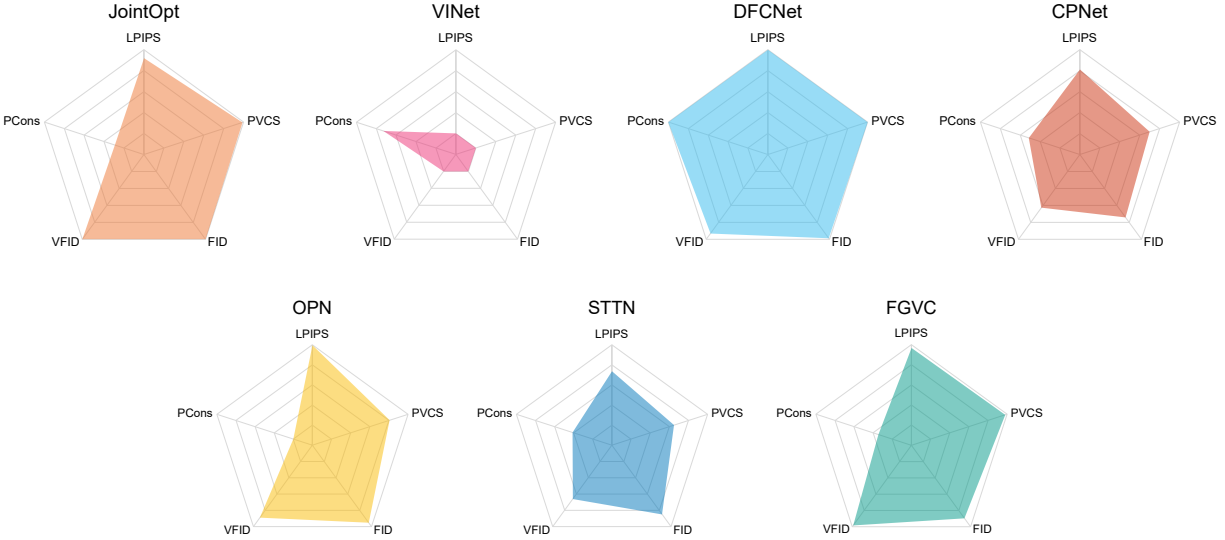 JointOpt
VINet
DFCNet
CPNet
LPIPS
LPIPS
LPIPS
LPIPS
PCons
PVCS
PCons
PVCS
PCons
PVCS
PCons
PVCS
VFID
FID
VFID
FID
VFID
FID
VFID
FID
OPN
STTN
FGVC
LPIPS
LPIPS
LPIPS
PCons
PVCS
PCons
PVCS
PCons
PVCS
VFID
FID
VFID
FID
VFID
FID